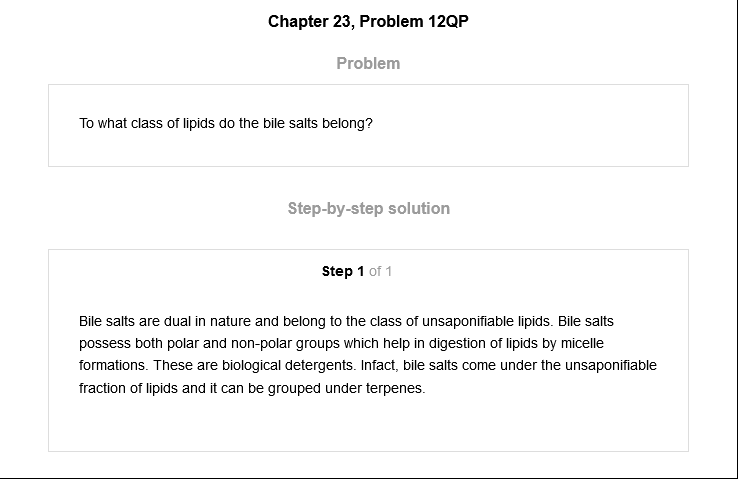 Chapter 23, Problem 12QP
Problem
To what class of lipids do the bile salts belong?
Step-by-step solution
Step 1 of 1
Bile salts are dual in nature and belong to the class of unsaponifiable lipids. Bile salts
possess both polar and non-polar groups which help in digestion of lipids by micelle
formations. These are biological detergents. Infact, bile salts come under the unsaponifiable
fraction of lipids and it can be grouped under terpenes.